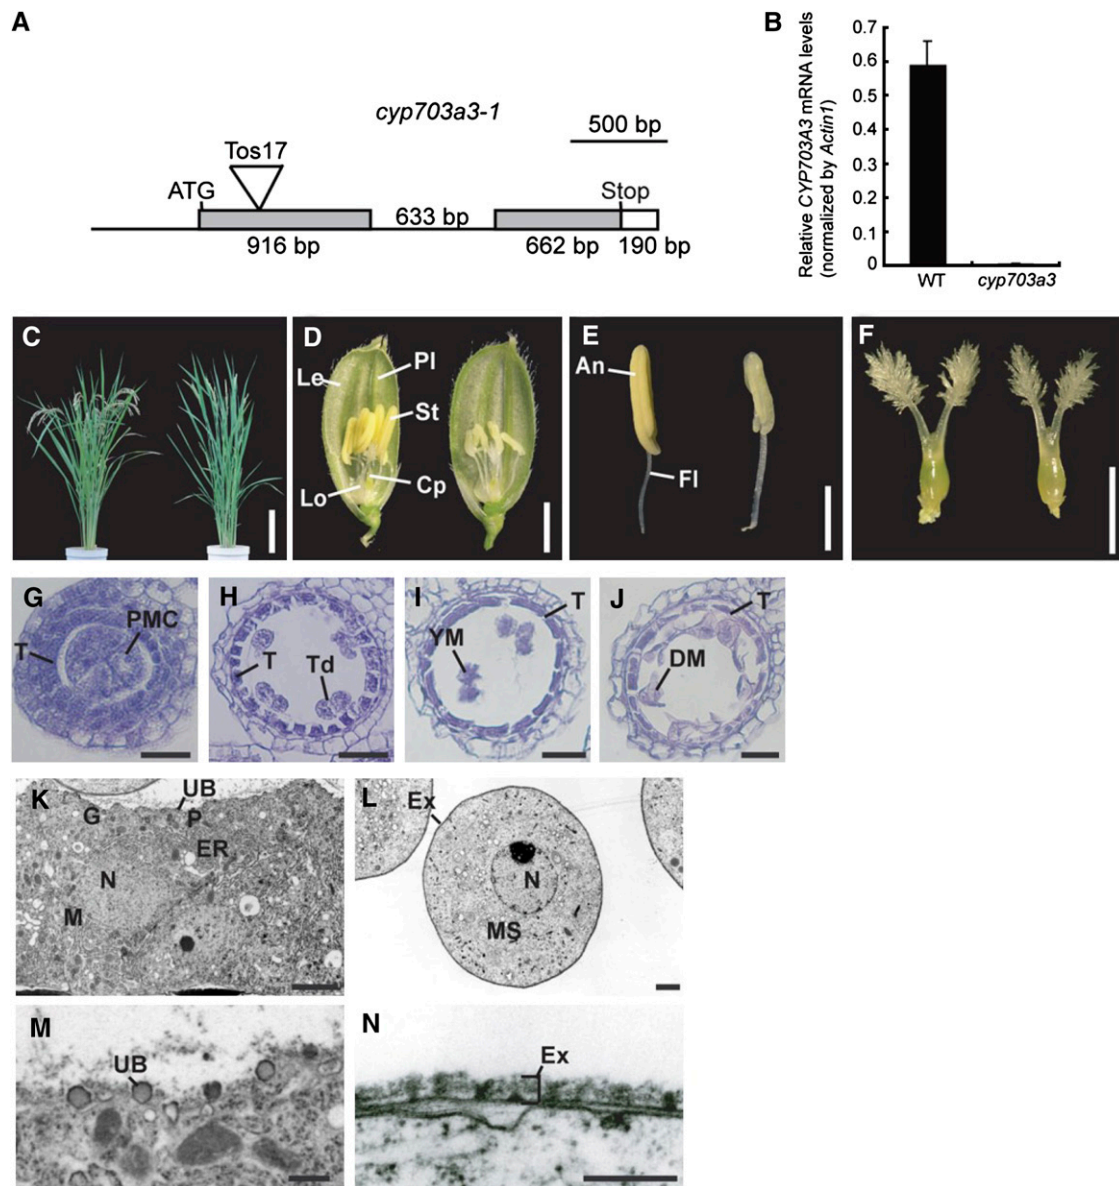 A
cyp703a3-1
500 bp
Tos17
ATG
Stop
633 bp
916 bp
662 bp
190 bp
B
Relative CYP703A3 mRNA levels
(normalized by Actin1)
0.7
0.6
0.5
0.4
0.3
0.2
0.1
0
WT
cyp703a3
C
D
Le
Pl
St
Lo
Cp
E
An
Fl
F
G
PMC
T
H
T
Td
I
T
YM
J
T
DM
K
UB
G
P
ER
N
M
L
Ex
N
MS
M
UB
N
Ex